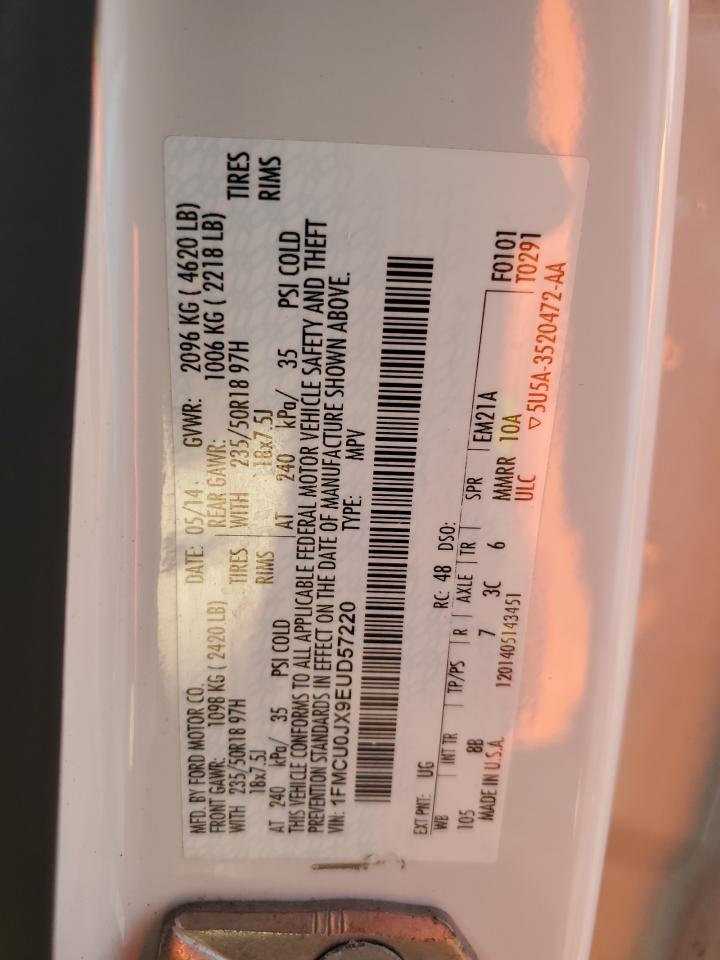 MFD. BY FORD MOTOR CO. DATE: 05/14 GVWR: 2096 KG ( 4620 LB)
FRONT GAWR: 1098 KG ( 2420 LB) REAR GAWR: 1006 KG ( 2218 LB)
WITH 235/50R18 97H TIRES WITH 235/50R18 97H TIRES
18x7.5J RIMS 18x7.5J RIMS
AT 240 kPa/ 35 PSI COLD AT 240 kPa/ 35 PSI COLD
THIS VEHICLE CONFORMS TO ALL APPLICABLE FEDERAL MOTOR VEHICLE SAFETY AND THEFT
PREVENTION STANDARDS IN EFFECT ON THE DATE OF MANUFACTURE SHOWN ABOVE.
VIN: 1FMCU0JX9EUD57220 TYPE: MPV
EXT PNT: UG RC: 48 DSO:
WB INT TR TP/PS R AXLE TR SPR EM21A F0101
105 8B 7 3C 6 MMRR 10A T0291
MADE IN U.S.A. 1201405143451 ULC ▽5U5A-3520472-AA